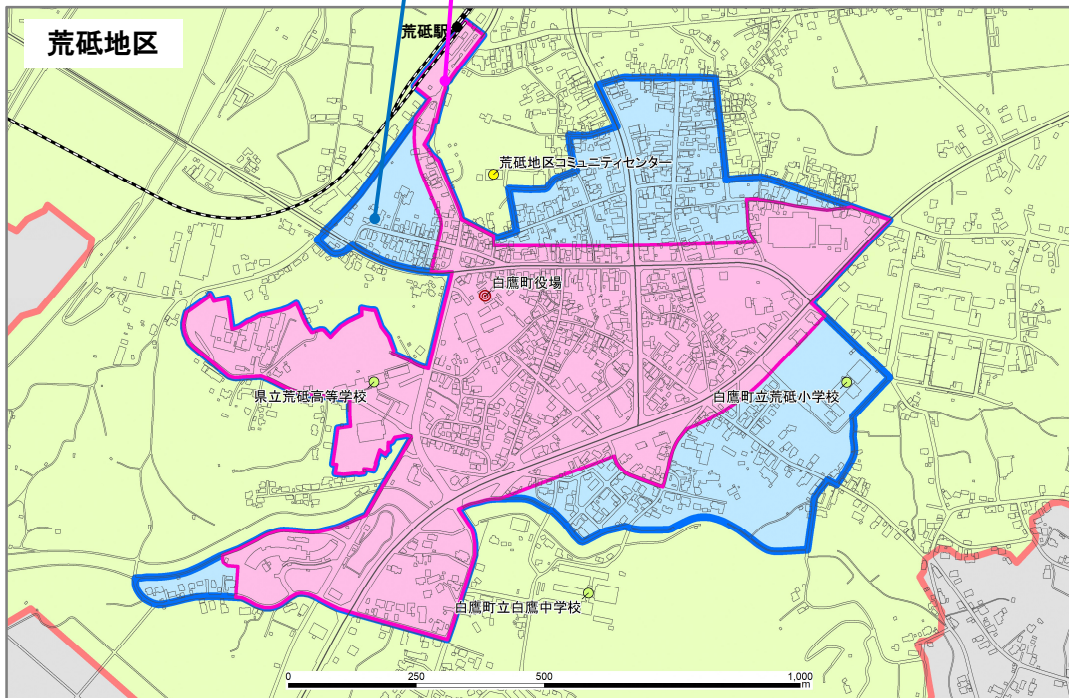 荒砥地区
荒砥駅
荒砥地区コミュニティセンター
白鷹町役場
県立荒砥高等学校
白鷹町立荒砥小学校
白鷹町立白鷹中学校
0 250 500 1,000
m